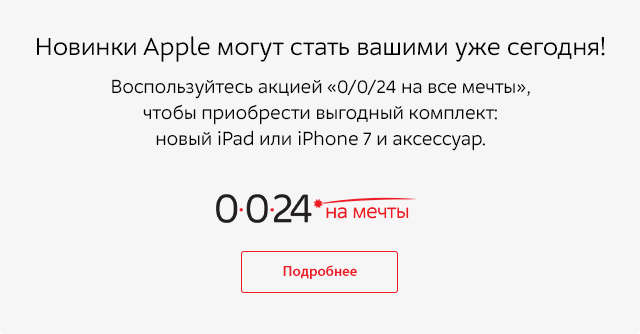 Новинки Apple могут стать вашими уже сегодня!
Воспользуйтесь акцией «0/0/24 на все мечты»,
чтобы приобрести выгодный комплект:
новый iPad или iPhone 7 и аксессуар.
0·0·24 на мечты
Подробнее